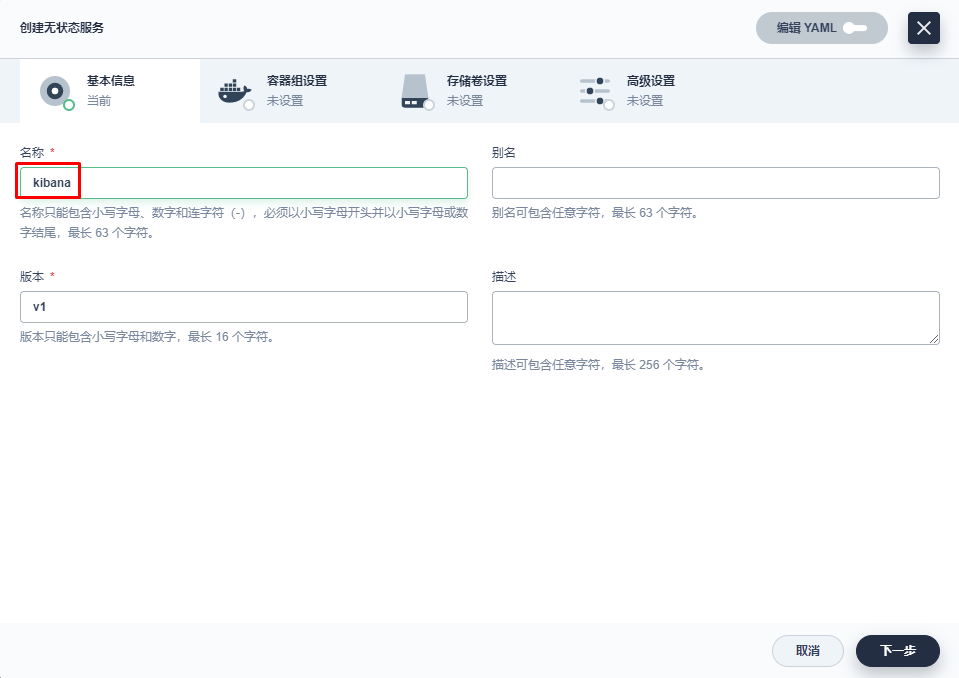 创建无状态服务
编辑 YAML
基本信息
当前
容器组设置
未设置
存储卷设置
未设置
高级设置
未设置
名称 *
kibana
名称只能包含小写字母、数字和连字符（-），必须以小写字母开头并以小写字母或数
字结尾，最长 63 个字符。
别名
别名可包含任意字符，最长 63 个字符。
版本 *
v1
版本只能包含小写字母和数字，最长 16 个字符。
描述
描述可包含任意字符，最长 256 个字符。
取消
下一步